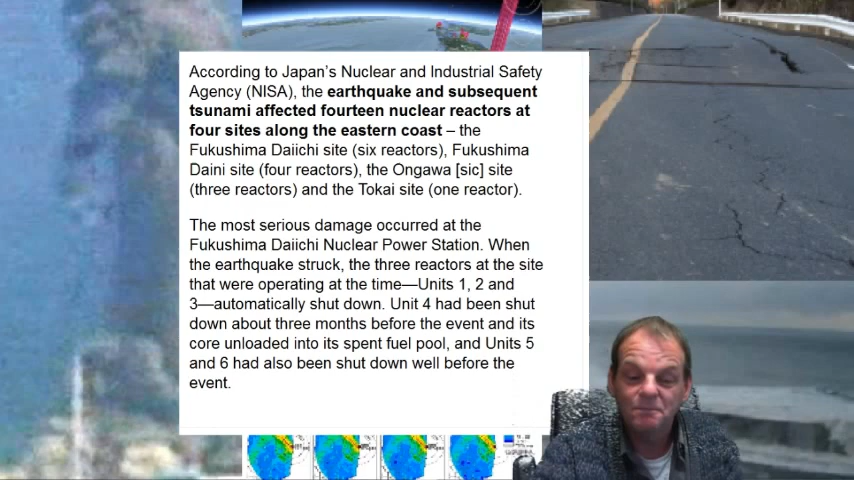 According to Japan's Nuclear and Industrial Safety
Agency (NISA), the earthquake and subsequent
tsunami affected fourteen nuclear reactors at
four sites along the eastern coast – the
Fukushima Daiichi site (six reactors), Fukushima
Daini site (four reactors), the Ongawa [sic] site
(three reactors) and the Tokai site (one reactor).
The most serious damage occurred at the
Fukushima Daiichi Nuclear Power Station. When
the earthquake struck, the three reactors at the site
that were operating at the time—Units 1, 2 and
3—automatically shut down. Unit 4 had been shut
down about three months before the event and its
core unloaded into its spent fuel pool, and Units 5
and 6 had also been shut down well before the
event.